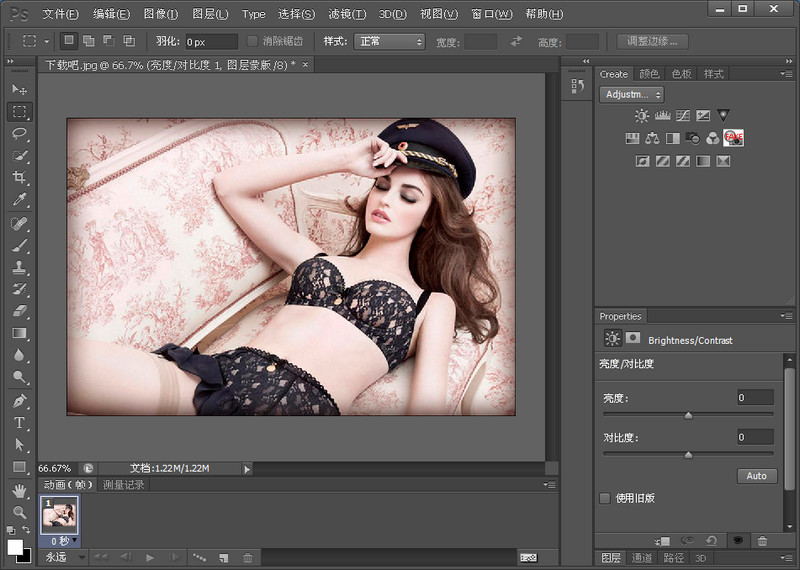 Ps 文件(F) 编辑(E) 图像(I) 图层(L) Type 选择(S) 滤镜(T) 3D(D) 视图(V) 窗口(W) 帮助(H)
羽化: 0 px 消除锯齿 样式: 正常 宽度: 高度: 调整边缘...
下载吧.jpg @ 66.7% (亮度/对比度 1, 图层蒙版/8) * ×
Create 颜色 色板 样式
Adjustm...
Properties
Brightness/Contrast
亮度/对比度
亮度: 0
对比度: 0
Auto
使用旧版
66.67% 文档:1.22M/1.22M
动画(帧) 测量记录
1
0 秒
永远
图层 通道 路径 3D